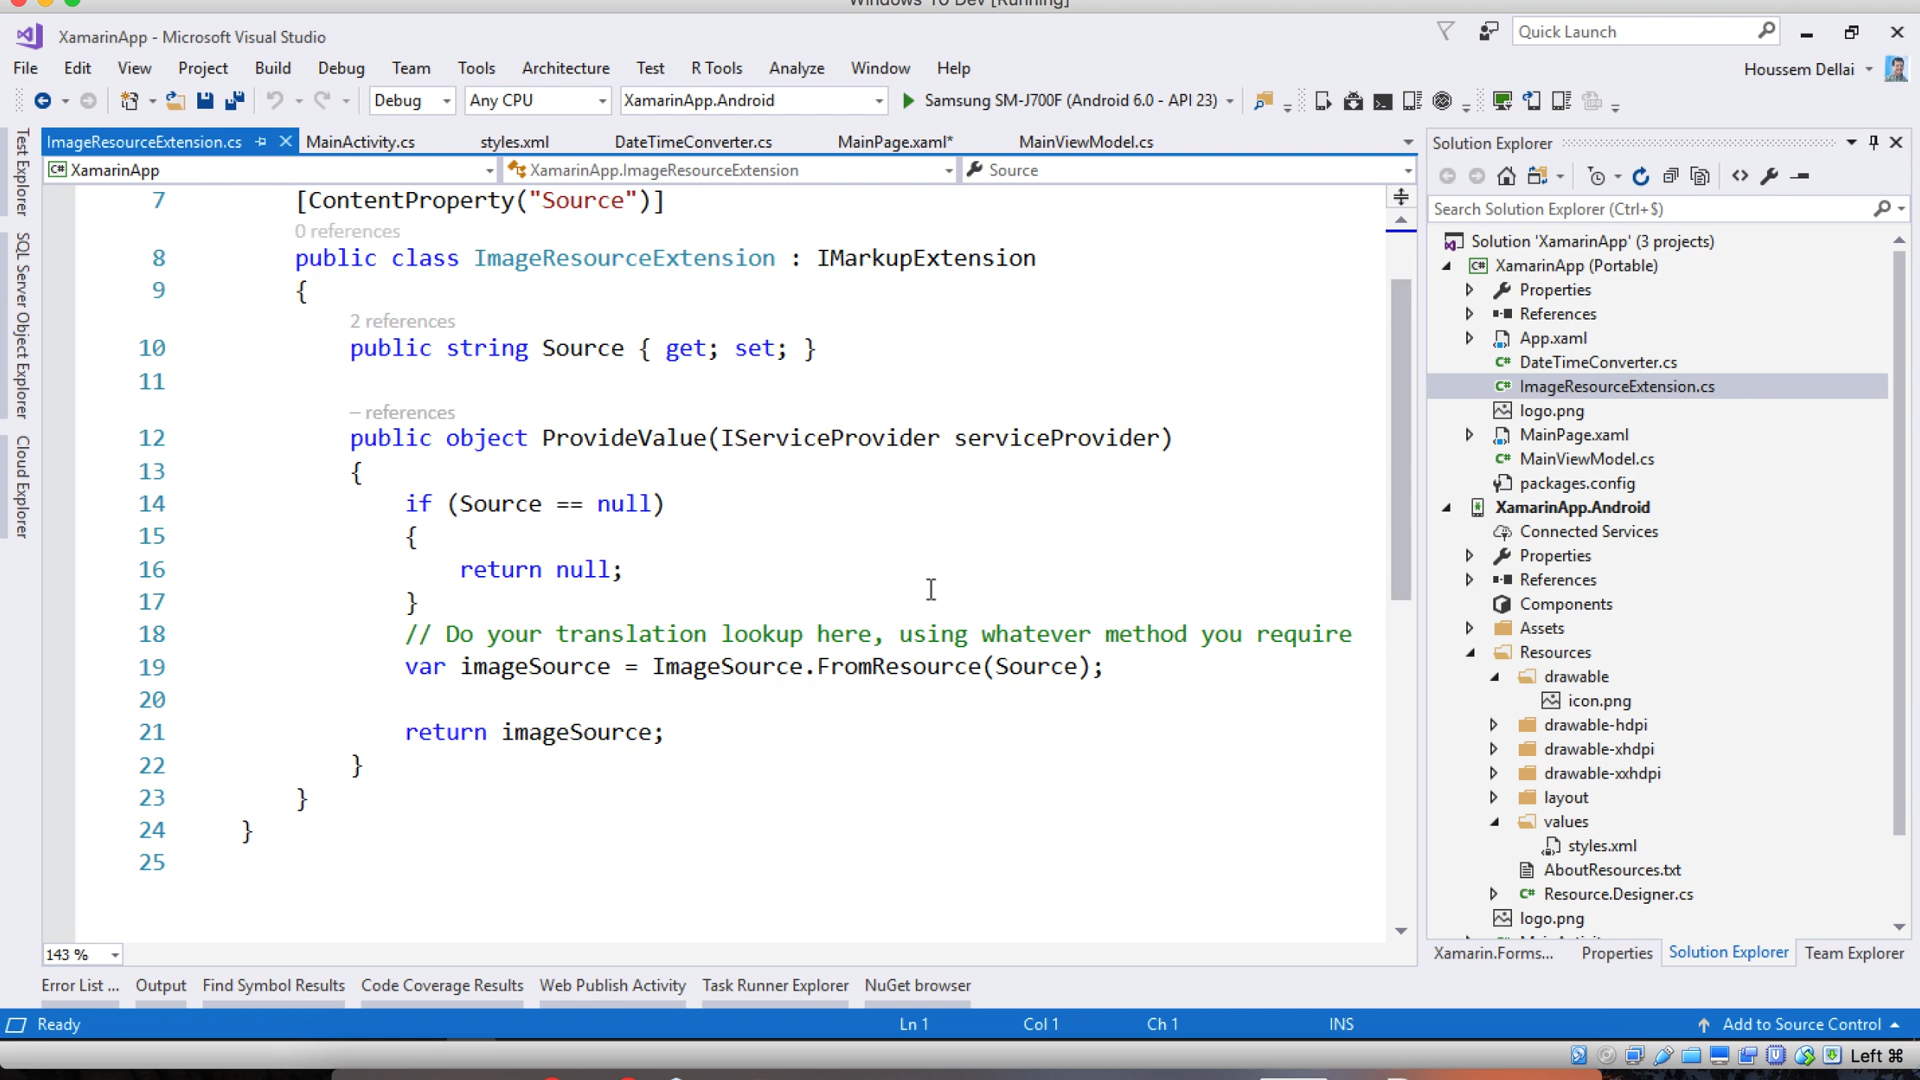 Windows 10 Dev [Running]
XamarinApp - Microsoft Visual Studio
Quick Launch
File Edit View Project Build Debug Team Tools Architecture Test R Tools Analyze Window Help
Houssem Dellai
Debug Any CPU XamarinApp.Android Samsung SM-J700F (Android 6.0 - API 23)
Test Explorer
SQL Server Object Explorer
Cloud Explorer
ImageResourceExtension.cs MainActivity.cs styles.xml DateTimeConverter.cs MainPage.xaml* MainViewModel.cs
XamarinApp XamarinApp.ImageResourceExtension Source
7 [ContentProperty("Source")]
0 references
8 public class ImageResourceExtension : IMarkupExtension
9 {
2 references
10 public string Source { get; set; }
11
– references
12 public object ProvideValue(IServiceProvider serviceProvider)
13 {
14 if (Source == null)
15 {
16 return null;
17 }
18 // Do your translation lookup here, using whatever method you require
19 var imageSource = ImageSource.FromResource(Source);
20
21 return imageSource;
22 }
23 }
24 }
25
143 %
Solution Explorer
Search Solution Explorer (Ctrl+$)
Solution 'XamarinApp' (3 projects)
XamarinApp (Portable)
Properties
References
App.xaml
DateTimeConverter.cs
ImageResourceExtension.cs
logo.png
MainPage.xaml
MainViewModel.cs
packages.config
XamarinApp.Android
Connected Services
Properties
References
Components
Assets
Resources
drawable
icon.png
drawable-hdpi
drawable-xhdpi
drawable-xxhdpi
layout
values
styles.xml
AboutResources.txt
Resource.Designer.cs
logo.png
Xamarin.Forms... Properties Solution Explorer Team Explorer
Error List ... Output Find Symbol Results Code Coverage Results Web Publish Activity Task Runner Explorer NuGet browser
Ready Ln 1 Col 1 Ch 1 INS Add to Source Control
Left ⌘